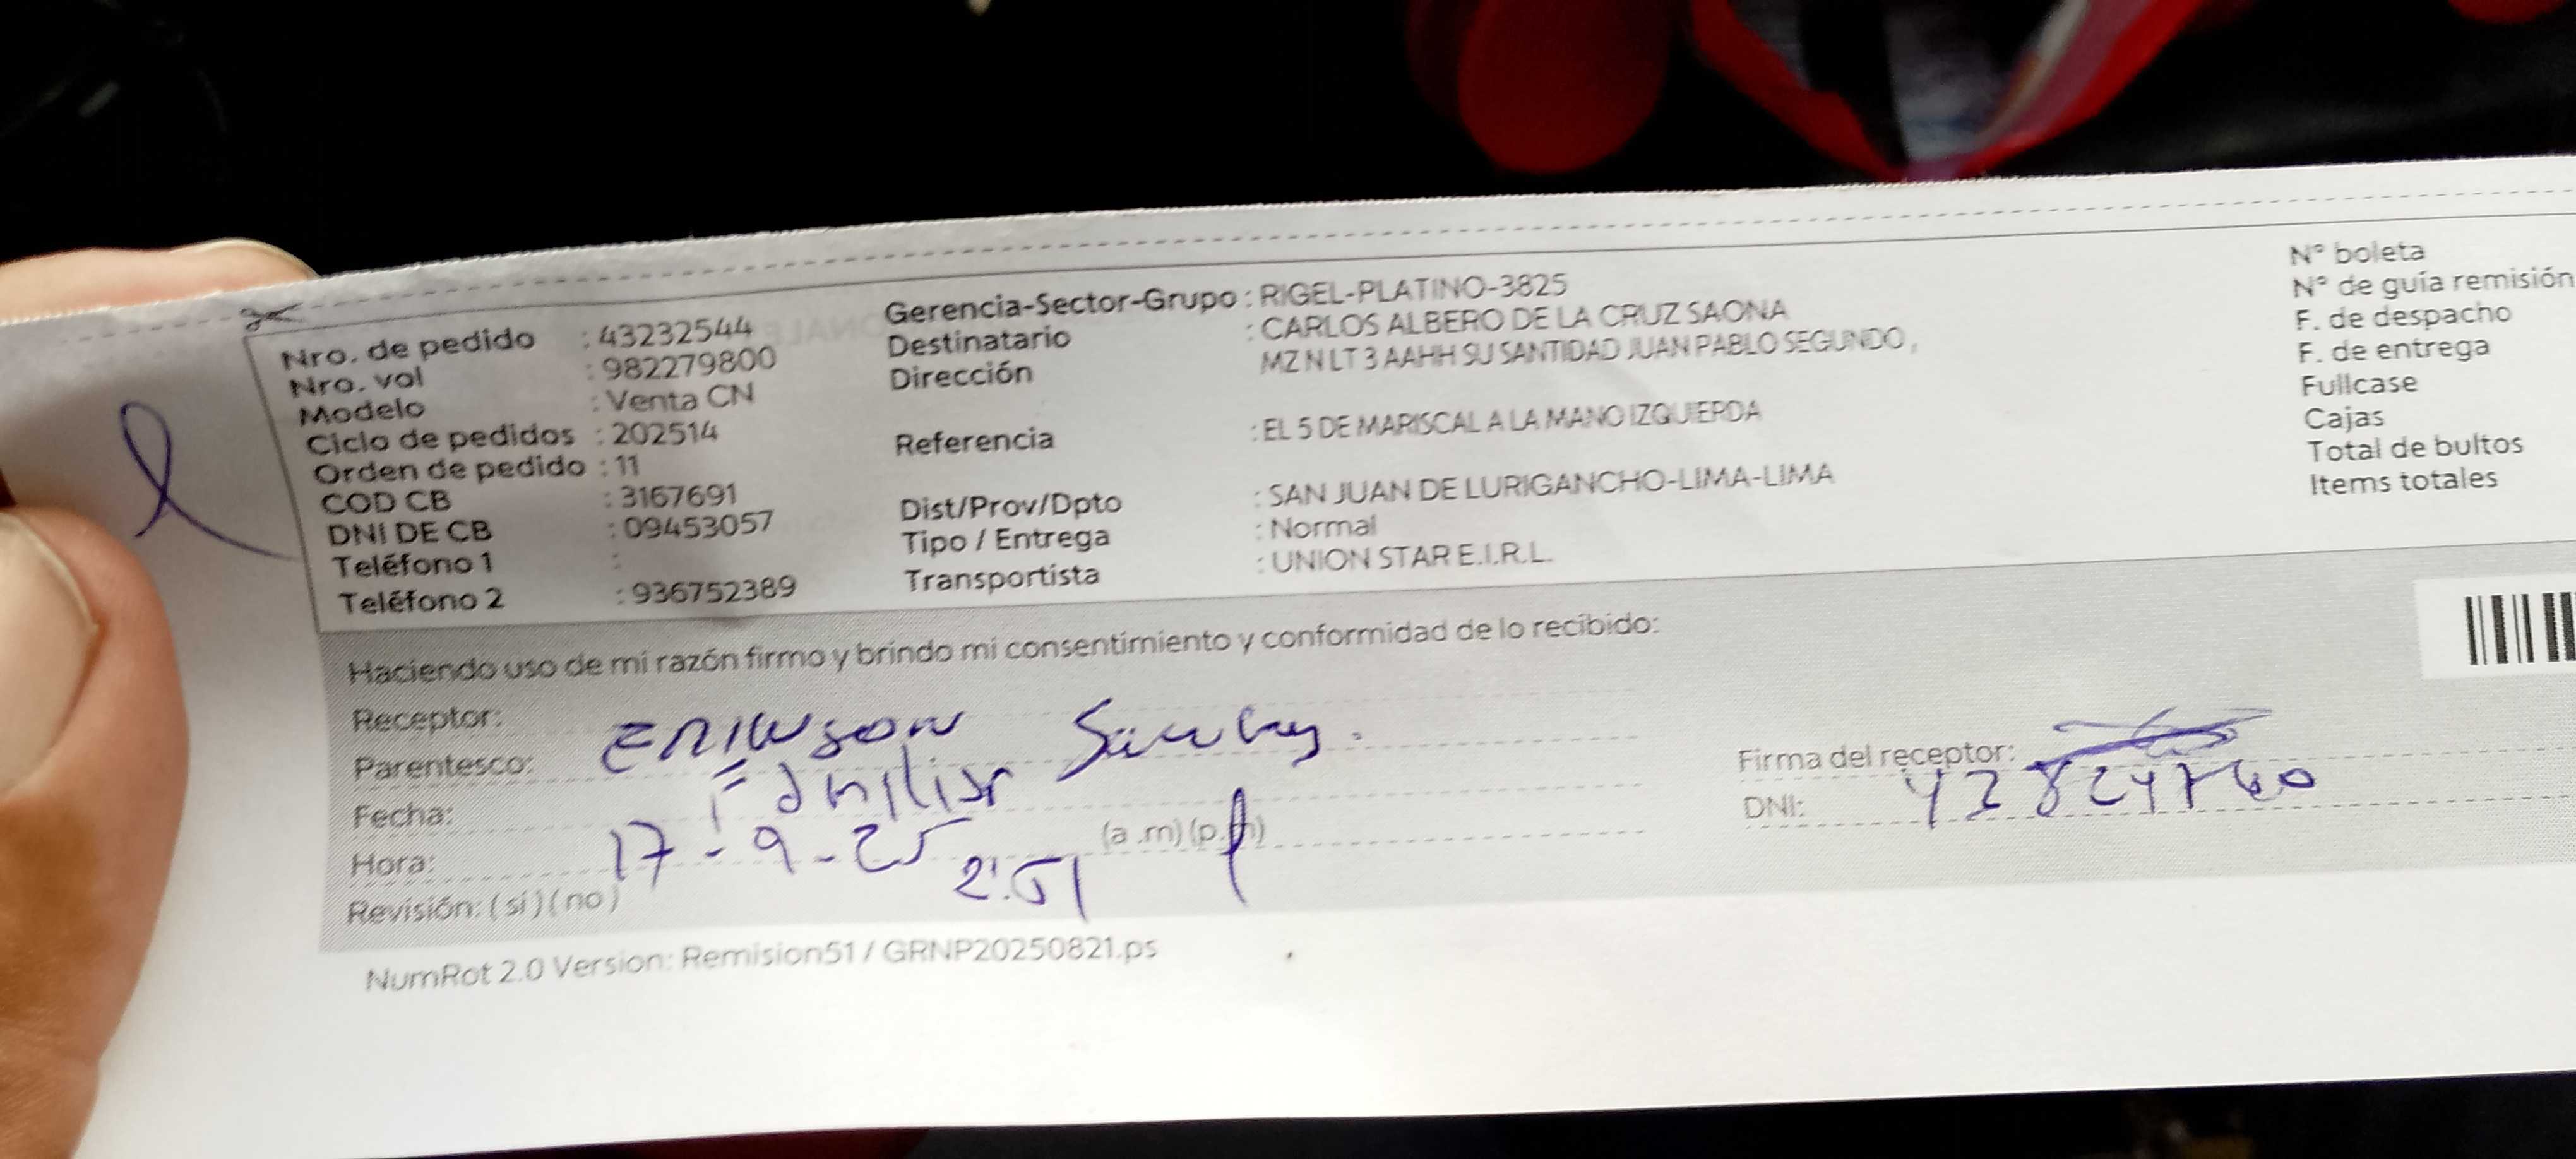 Nro. de pedido : 43232544
Nro. vol : 982279800
Modelo : Venta CN
Ciclo de pedidos : 202514
Orden de pedido : 11
COD CB : 3167691
DNI DE CB : 09453057
Teléfono 1 :
Teléfono 2 : 936752389
Gerencia-Sector-Grupo : RIGEL-PLATINO-3825
Destinatario : CARLOS ALBERO DE LA CRUZ SAONA
Dirección MZ N LT 3 AAHH SU SANTIDAD JUAN PABLO SEGUNDO ,
Referencia : EL 5 DE MARISCAL A LA MANO IZQUIERDA
Dist/Prov/Dpto : SAN JUAN DE LURIGANCHO-LIMA-LIMA
Tipo / Entrega : Normal
Transportista : UNION STAR E.I.R.L.
N° boleta
N° de guía remisión
F. de despacho
F. de entrega
Fullcase
Cajas
Total de bultos
Items totales
Haciendo uso de mi razón firmo y brindo mi consentimiento y conformidad de lo recibido:
Receptor:
Parentesco: Familiar
Fecha: 17-9-25
Hora: 2:51 (a .m) (p.m)
Revisión: ( si ) ( no )
Firma del receptor:
DNI:
NumRot 2.0 Version: Remision51 / GRNP20250821.ps